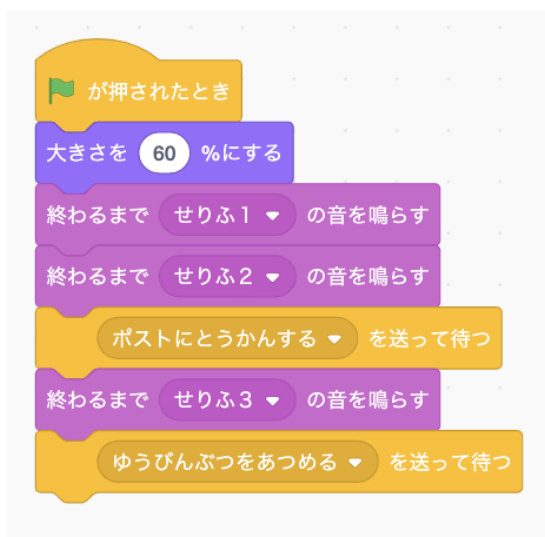 が押されたとき
大きさを 60 %にする
終わるまで せりふ1 の音を鳴らす
終わるまで せりふ2 の音を鳴らす
ポストにとうかんする を送って待つ
終わるまで せりふ3 の音を鳴らす
ゆうびんぶつをあつめる を送って待つ